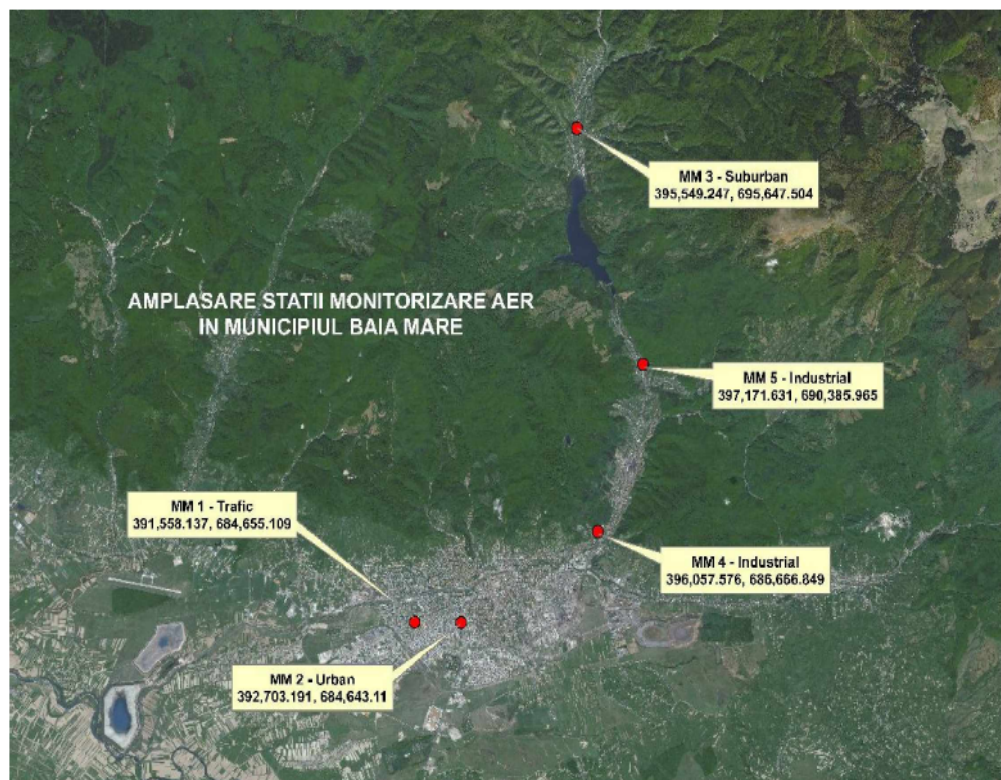 MM 3 - Suburban
395,549.247, 695,647.504
AMPLASARE STATII MONITORIZARE AER
IN MUNICIPIUL BAIA MARE
MM 5 - Industrial
397,171.631, 690,385.965
MM 1 - Trafic
391,558.137, 684,655.109
MM 4 - Industrial
396,057.576, 686,666.849
MM 2 - Urban
392,703.191, 684,643.11